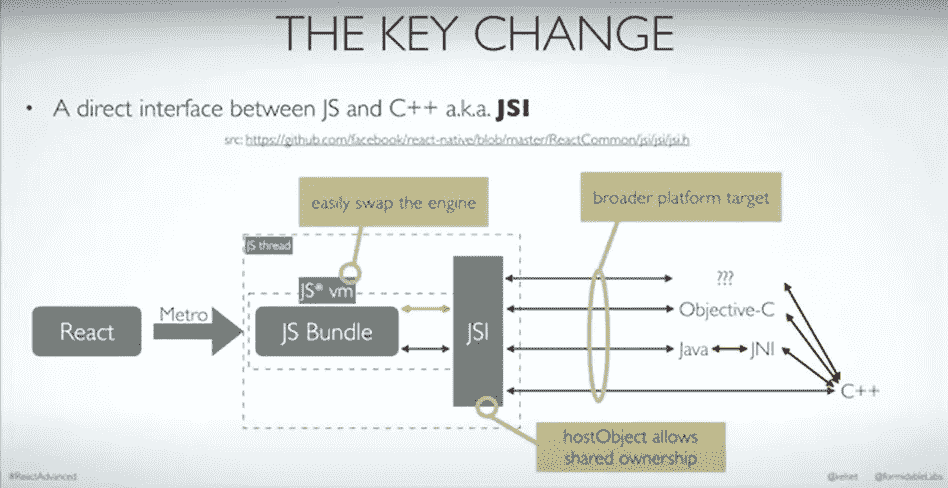 THE KEY CHANGE
• A direct interface between JS and C++ a.k.a. JSI
src: https://github.com/facebook/react-native/blob/master/ReactCommon/jsi/jsi/jsi.h
easily swap the engine
broader platform target
JS thread
JS* vm
???
React
Metro
JS Bundle
JSI
Objective-C
Java
JNI
C++
hostObject allows
shared ownership
#ReactAdvanced
@kelset @formidableLabs